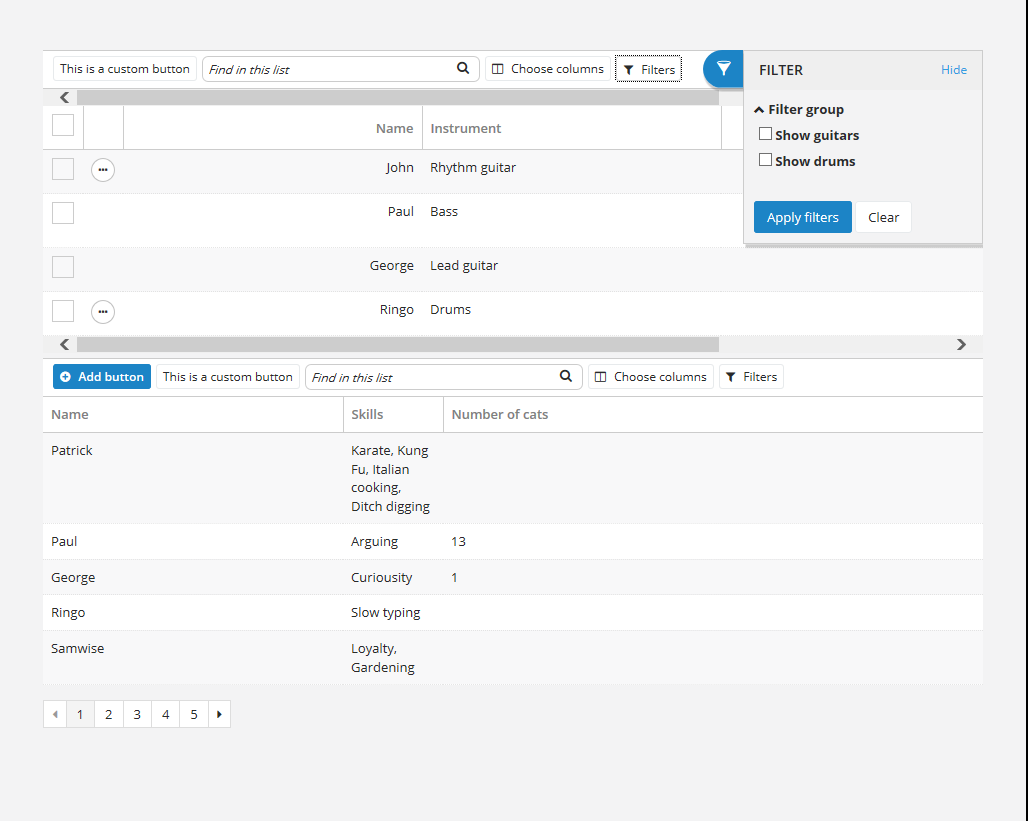 This is a custom button Find in this list Choose columns Filters FILTER Hide
Filter group
Show guitars
Show drums
Apply filters Clear
Name Instrument
John Rhythm guitar
Paul Bass
George Lead guitar
Ringo Drums
Add button This is a custom button Find in this list Choose columns Filters
Name Skills Number of cats
Patrick Karate, Kung
Fu, Italian
cooking,
Ditch digging
Paul Arguing 13
George Curiousity 1
Ringo Slow typing
Samwise Loyalty,
Gardening
1 2 3 4 5